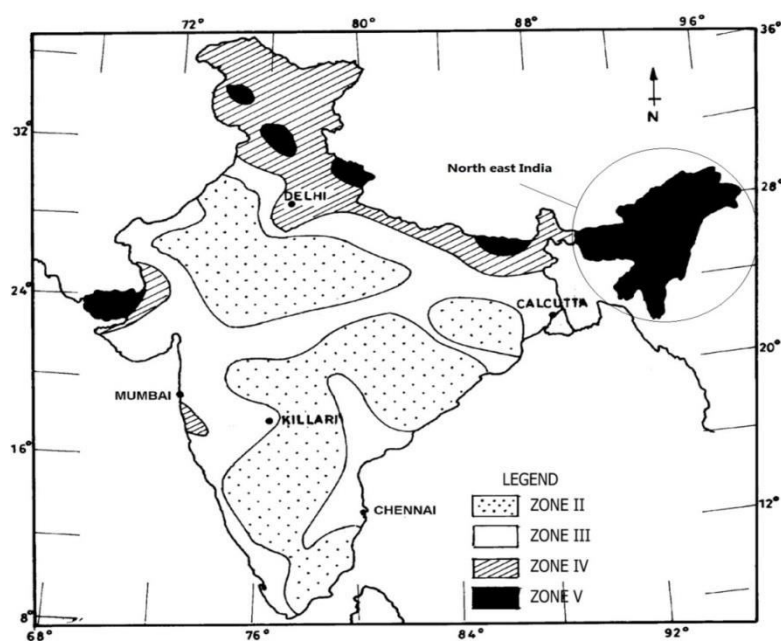 72° 80° 88° 96°
36°
32°
N
North east India
28°
DELHI
24°
CALCUTTA
20°
MUMBAI
KILLARI
16°
LEGEND
ZONE II
CHENNAI
12°
ZONE III
ZONE IV
ZONE V
8°
68° 76° 84° 92°